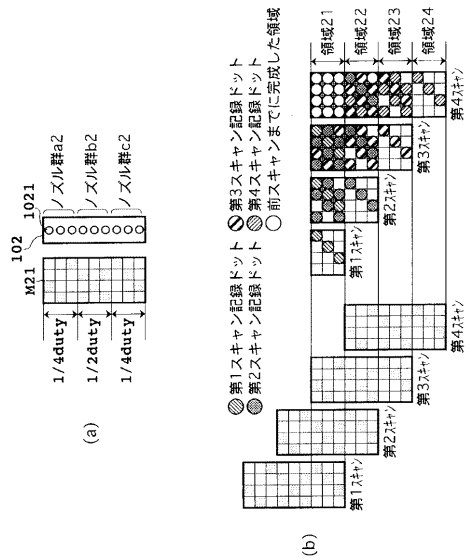 (a)
102
1021
M21
ノズル群a2
ノズル群b2
ノズル群c2
1/4duty
1/2duty
1/4duty
(b)
第1スキャン記録ドット
第2スキャン記録ドット
第3スキャン記録ドット
第4スキャン記録ドット
前スキャンまでに完成した領域
第1スキャン
第2スキャン
第3スキャン
第4スキャン
第1スキャン
第2スキャン
第3スキャン
第4スキャン
領域21
領域22
領域23
領域24